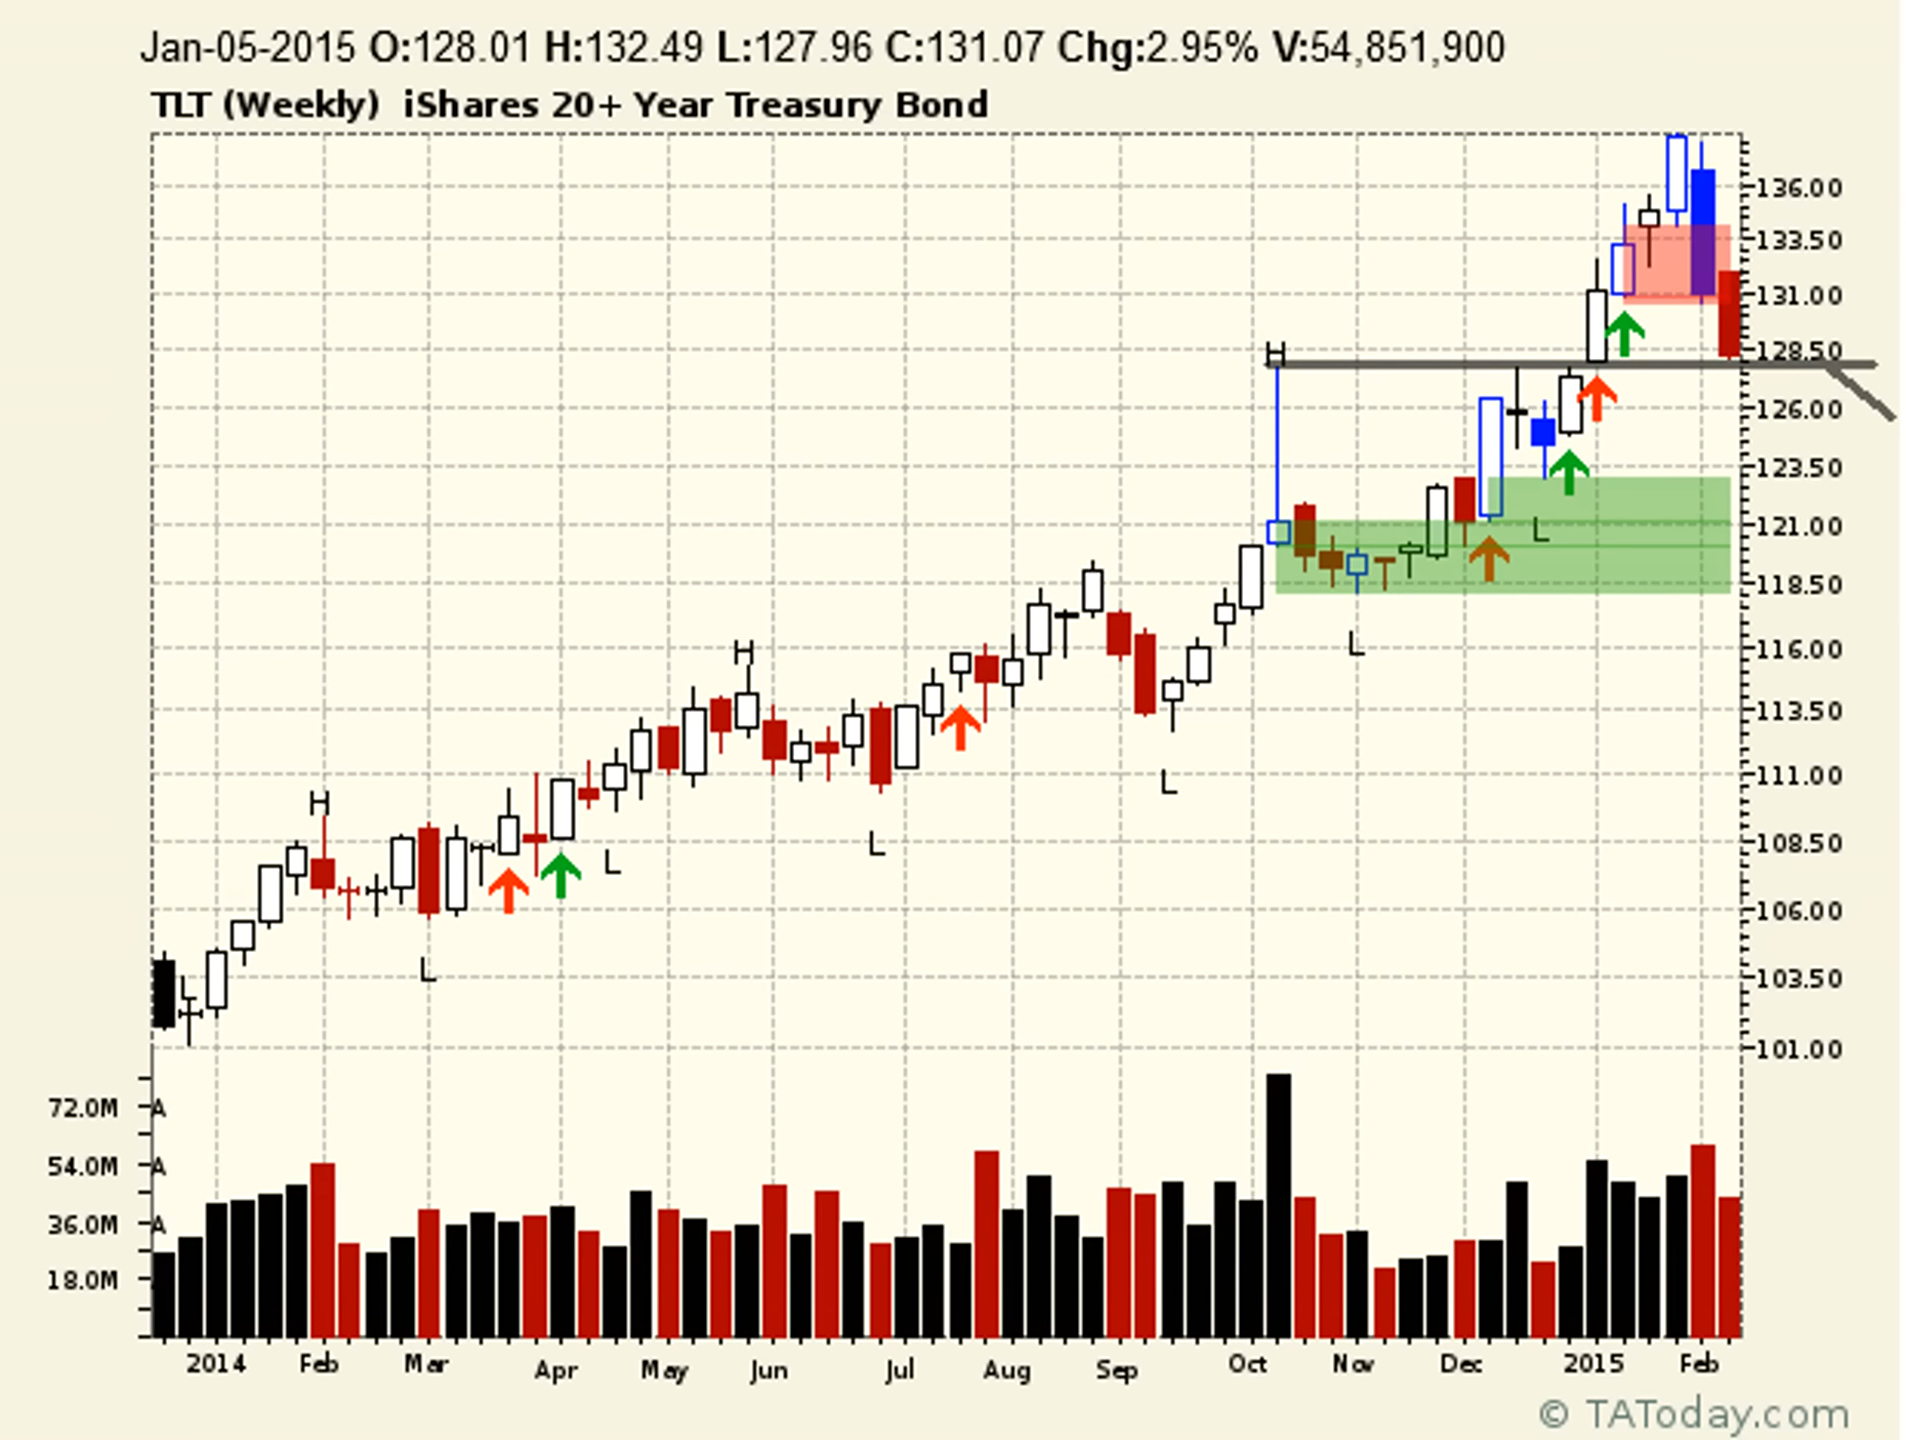 Jan-05-2015 O:128.01 H:132.49 L:127.96 C:131.07 Chg:2.95% V:54,851,900
TLT (Weekly) iShares 20+ Year Treasury Bond
136.00
133.50
131.00
H
128.50
126.00
123.50
L
121.00
118.50
H
L
116.00
113.50
L
111.00
H
L
L
108.50
106.00
L
103.50
L
101.00
72.0M
A
54.0M
A
36.0M
A
18.0M
2014 Feb Mar Apr May Jun Jul Aug Sep Oct Nov Dec 2015 Feb
© TAToday.com